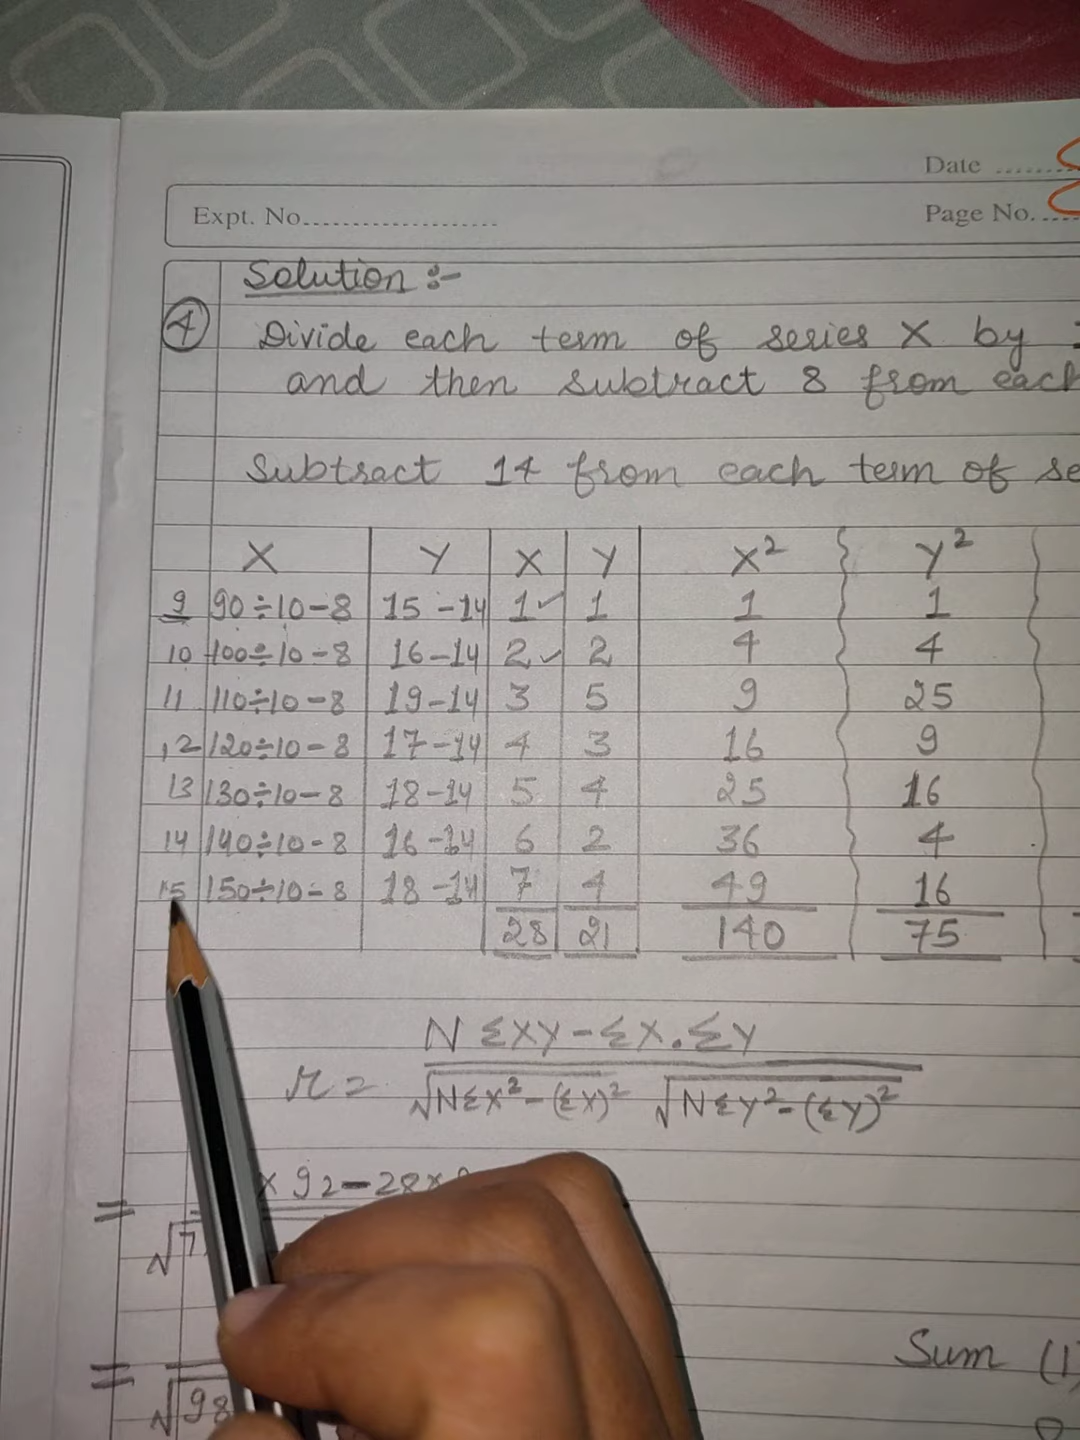 Date ........
Expt. No..........................
Page No. ....
Solution :-
4 Divide each term of series X by
and then subtract 8 from each
Subtract 14 from each term of se
X Y X Y X² Y²
9 90÷10-8 15-14 1✓ 1 1 1
10 100÷10-8 16-14 2✓ 2 4 4
11 110÷10-8 19-14 3 5 9 25
12 120÷10-8 17-14 4 3 16 9
13 130÷10-8 18-14 5 4 25 16
14 140÷10-8 16-14 6 2 36 4
15 150÷10-8 18-14 7 4 49 16
28 21 140 75
N ΣXY-ΣX.ΣY
r =
√NΣX²-(ΣX)² √NΣY²-(ΣY)²
= x 92-28x
√7
Sum (1)
= √98